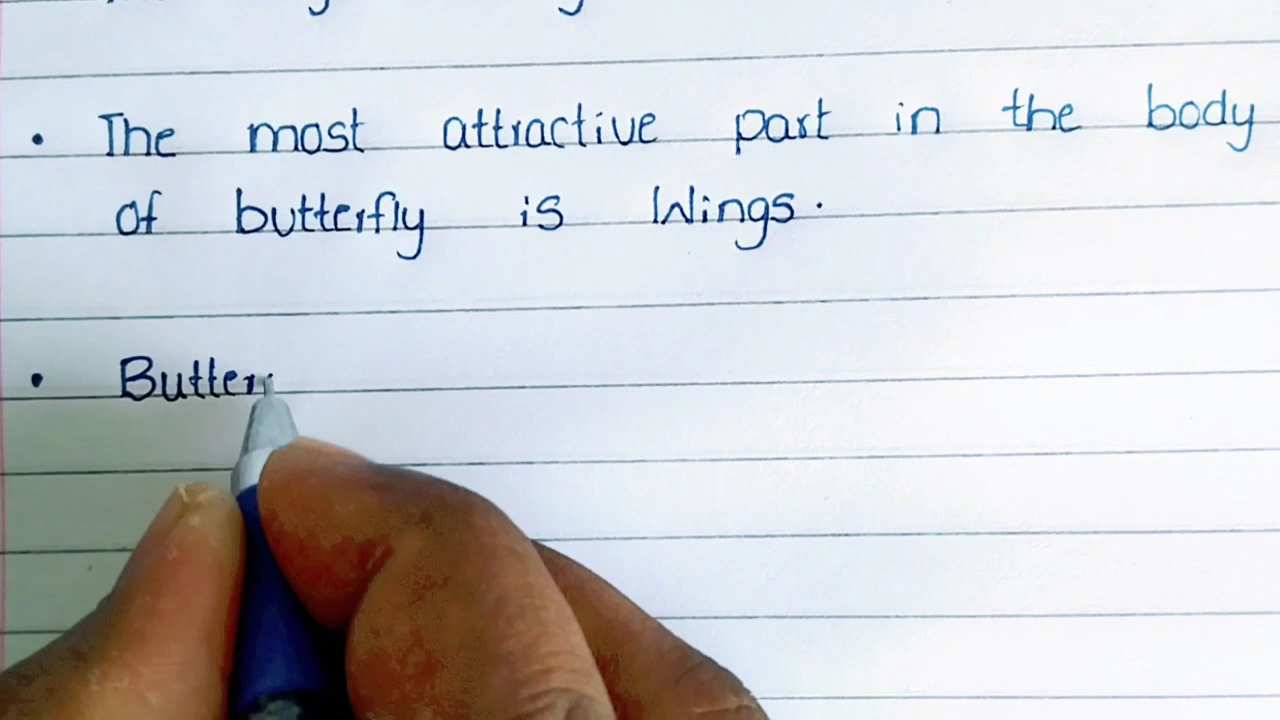 • The most attractive part in the body
of butterfly is Wings.
• Butter